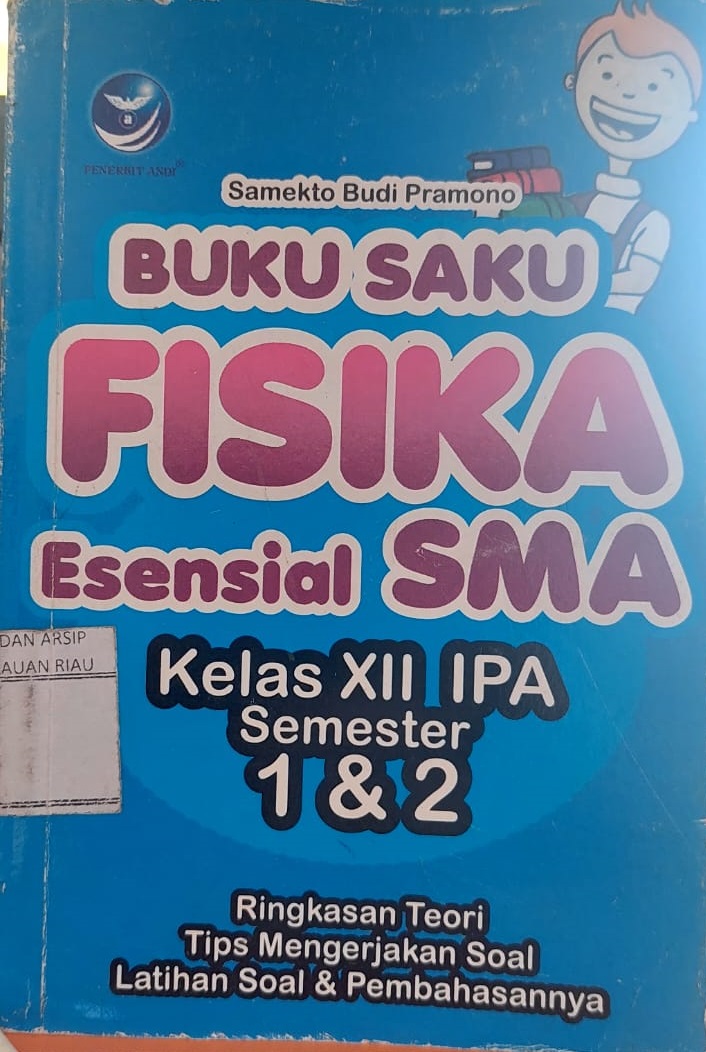 a
PENERBIT ANDI
Samekto Budi Pramono
BUKU SAKU
FISIKA
Esensial SMA
DAN ARSIP
AUAN RIAU
Kelas XII IPA
Semester
1 & 2
Ringkasan Teori
Tips Mengerjakan Soal
Latihan Soal & Pembahasannya